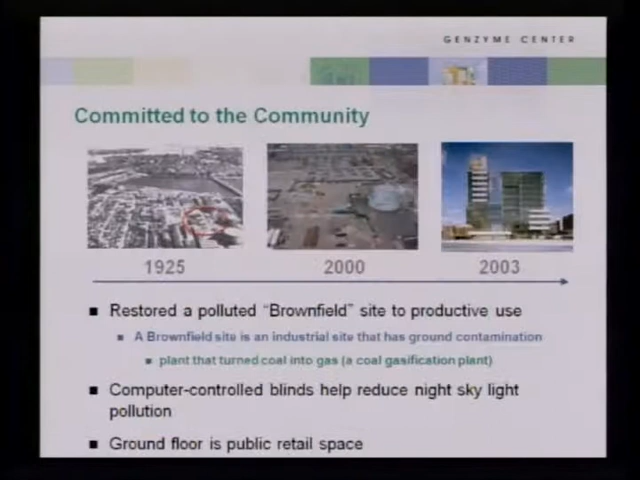 GENZYME CENTER
Committed to the Community
1925
2000
2003
Restored a polluted "Brownfield" site to productive use
A Brownfield site is an industrial site that has ground contamination
plant that turned coal into gas (a coal gasification plant)
Computer-controlled blinds help reduce night sky light
pollution
Ground floor is public retail space